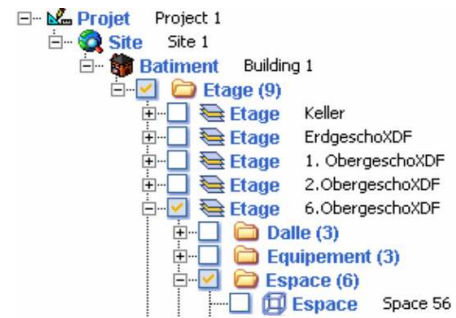 Projet Project 1
Site Site 1
Batiment Building 1
Etage (9)
Etage Keller
Etage ErdgeschoXDF
Etage 1. ObergeschoXDF
Etage 2.ObergeschoXDF
Etage 6.ObergeschoXDF
Dalle (3)
Equipement (3)
Espace (6)
Espace Space 56